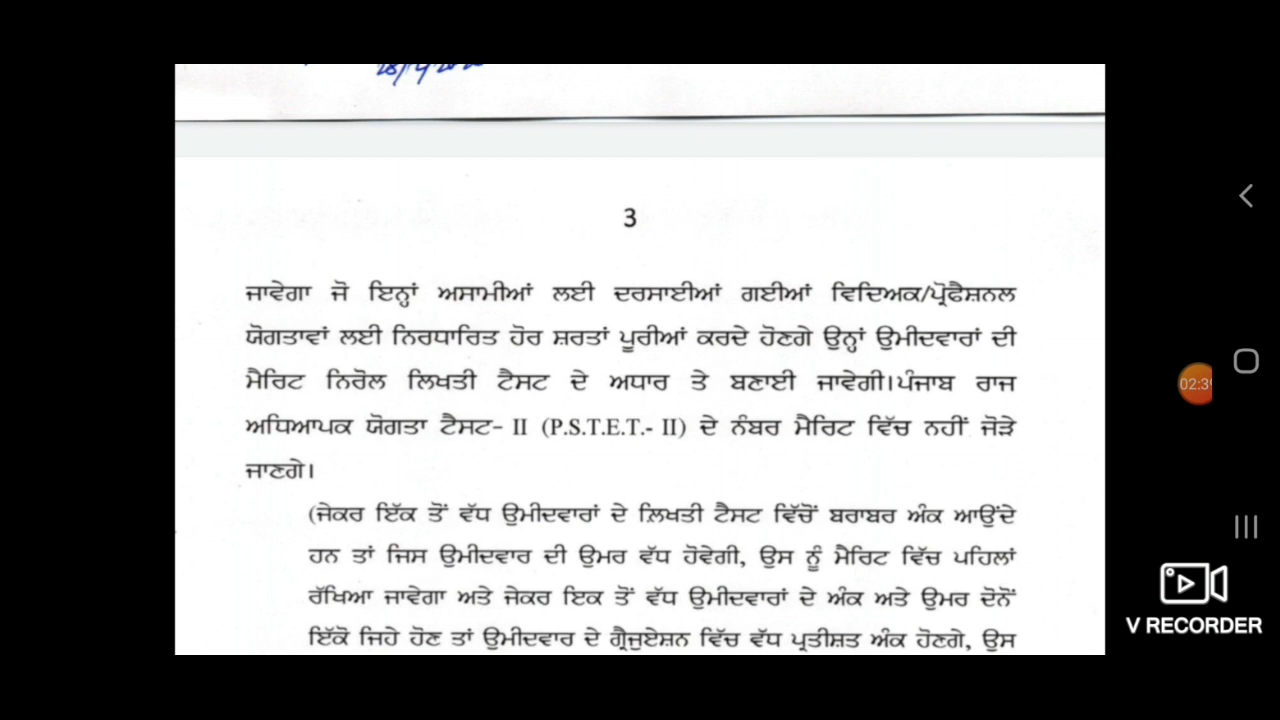 3
ਜਾਵੇਗਾ ਜੋ ਇਨ੍ਹਾਂ ਅਸਾਮੀਆਂ ਲਈ ਦਰਸਾਈਆਂ ਗਈਆਂ ਵਿਦਿਅਕ/ਪ੍ਰੋਫੈਸ਼ਨਲ
ਯੋਗਤਾਵਾਂ ਲਈ ਨਿਰਧਾਰਿਤ ਹੋਰ ਸ਼ਰਤਾਂ ਪੂਰੀਆਂ ਕਰਦੇ ਹੋਣਗੇ ਉਨ੍ਹਾਂ ਉਮੀਦਵਾਰਾਂ ਦੀ
ਮੈਰਿਟ ਨਿਰੋਲ ਲਿਖਤੀ ਟੈਸਟ ਦੇ ਅਧਾਰ ਤੇ ਬਣਾਈ ਜਾਵੇਗੀ।ਪੰਜਾਬ ਰਾਜ
ਅਧਿਆਪਕ ਯੋਗਤਾ ਟੈਸਟ- II (P.S.T.E.T.- II) ਦੇ ਨੰਬਰ ਮੈਰਿਟ ਵਿੱਚ ਨਹੀਂ ਜੋੜੇ
ਜਾਣਗੇ।
(ਜੇਕਰ ਇੱਕ ਤੋਂ ਵੱਧ ਉਮੀਦਵਾਰਾਂ ਦੇ ਲਿਖਤੀ ਟੈਸਟ ਵਿੱਚੋਂ ਬਰਾਬਰ ਅੰਕ ਆਉਂਦੇ
ਹਨ ਤਾਂ ਜਿਸ ਉਮੀਦਵਾਰ ਦੀ ਉਮਰ ਵੱਧ ਹੋਵੇਗੀ, ਉਸ ਨੂੰ ਮੈਰਿਟ ਵਿੱਚ ਪਹਿਲਾਂ
ਰੱਖਿਆ ਜਾਵੇਗਾ ਅਤੇ ਜੇਕਰ ਇਕ ਤੋਂ ਵੱਧ ਉਮੀਦਵਾਰਾਂ ਦੇ ਅੰਕ ਅਤੇ ਉਮਰ ਦੋਨੋਂ
ਇੱਕੋ ਜਿਹੇ ਹੋਣ ਤਾਂ ਉਮੀਦਵਾਰ ਦੇ ਗ੍ਰੈਜੁਏਸ਼ਨ ਵਿੱਚ ਵੱਧ ਪ੍ਰਤੀਸ਼ਤ ਅੰਕ ਹੋਣਗੇ, ਉਸ
02:39
V RECORDER